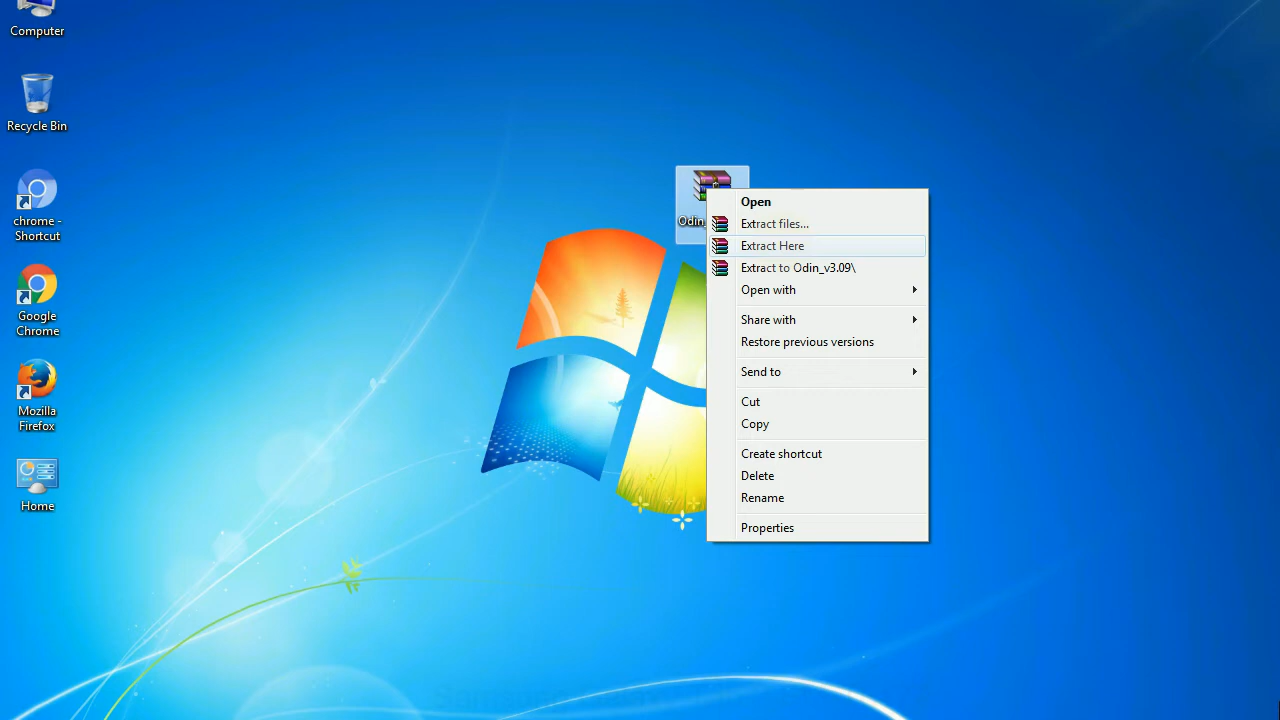 Computer
Recycle Bin
chrome -
Shortcut
Google
Chrome
Mozilla
Firefox
Home
Open
Extract files...
Extract Here
Extract to Odin_v3.09\
Open with
Share with
Restore previous versions
Send to
Cut
Copy
Create shortcut
Delete
Rename
Properties